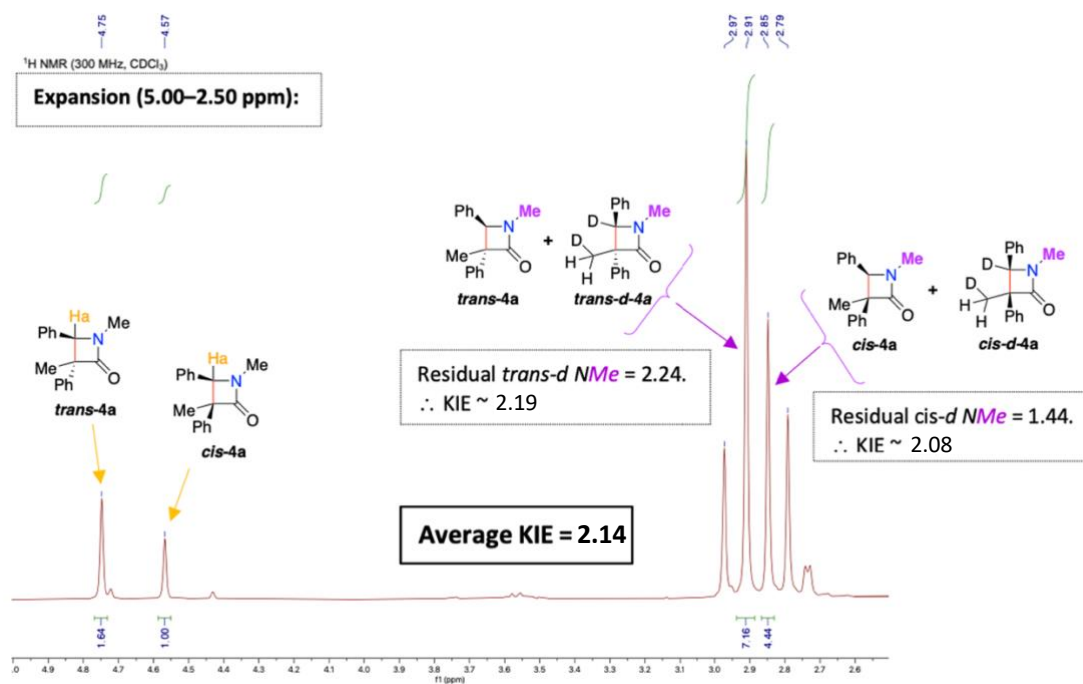 4.75
4.57
2.97
2.91
2.85
2.79
¹H NMR (300 MHz, CDCl₃)
Expansion (5.00–2.50 ppm):
Ph
N
Me
Me
Ph
O
trans-4a
+
Ph
D
N
Me
D
H
H
Ph
O
trans-d-4a
Ph
N
Me
Me
Ph
O
cis-4a
+
Ph
D
N
Me
D
H
H
Ph
O
cis-d-4a
Ha
Ph
N
Me
Me
Ph
O
trans-4a
Ha
Ph
N
Me
Me
Ph
O
cis-4a
Residual trans-d NMe = 2.24.
∴ KIE ~ 2.19
Residual cis-d NMe = 1.44.
∴ KIE ~ 2.08
Average KIE = 2.14
1.64
1.00
7.16
4.44
.0 4.9 4.8 4.7 4.6 4.5 4.4 4.3 4.2 4.1 4.0 3.9 3.8 3.7 3.6 3.5 3.4 3.3 3.2 3.1 3.0 2.9 2.8 2.7 2.6
f1 (ppm)